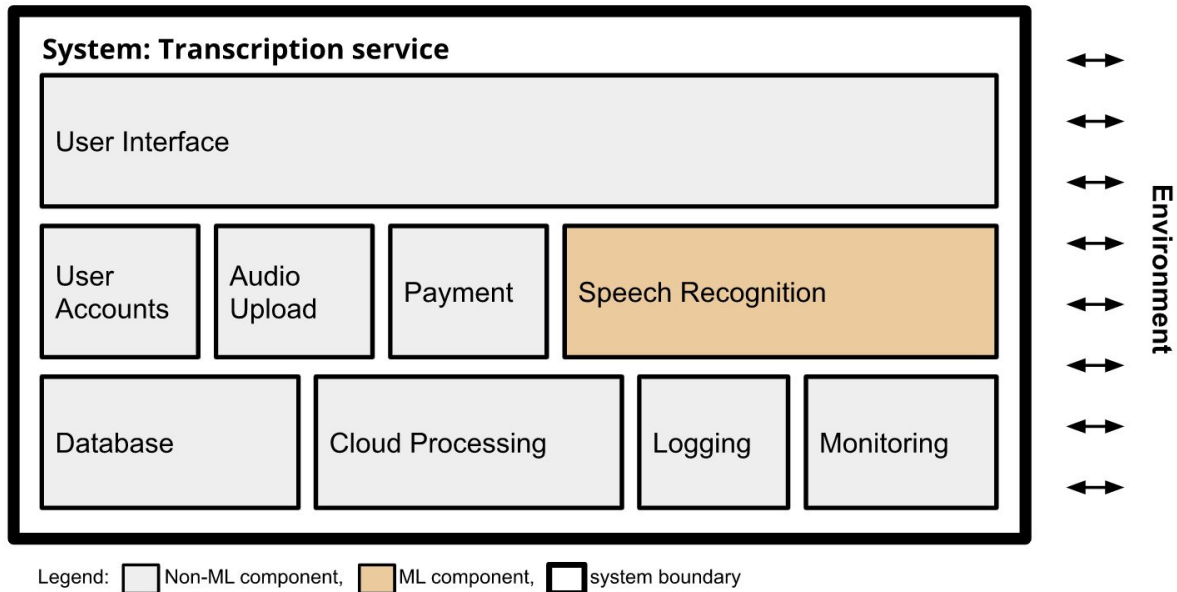 System: Transcription service
User Interface
User
Accounts
Audio
Upload
Payment
Speech Recognition
Database
Cloud Processing
Logging
Monitoring
Environment
Legend: Non-ML component, ML component, system boundary